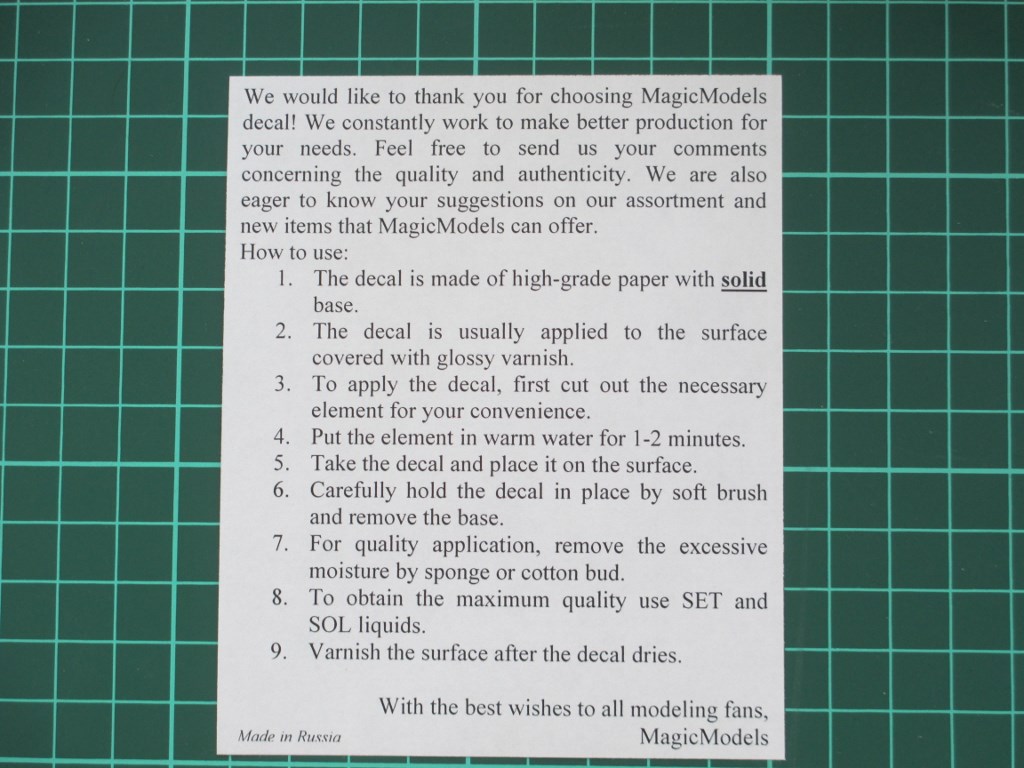 We would like to thank you for choosing MagicModels
decal! We constantly work to make better production for
your needs. Feel free to send us your comments
concerning the quality and authenticity. We are also
eager to know your suggestions on our assortment and
new items that MagicModels can offer.
How to use:
1. The decal is made of high-grade paper with solid
base.
2. The decal is usually applied to the surface
covered with glossy varnish.
3. To apply the decal, first cut out the necessary
element for your convenience.
4. Put the element in warm water for 1-2 minutes.
5. Take the decal and place it on the surface.
6. Carefully hold the decal in place by soft brush
and remove the base.
7. For quality application, remove the excessive
moisture by sponge or cotton bud.
8. To obtain the maximum quality use SET and
SOL liquids.
9. Varnish the surface after the decal dries.
With the best wishes to all modeling fans,
MagicModels
Made in Russia